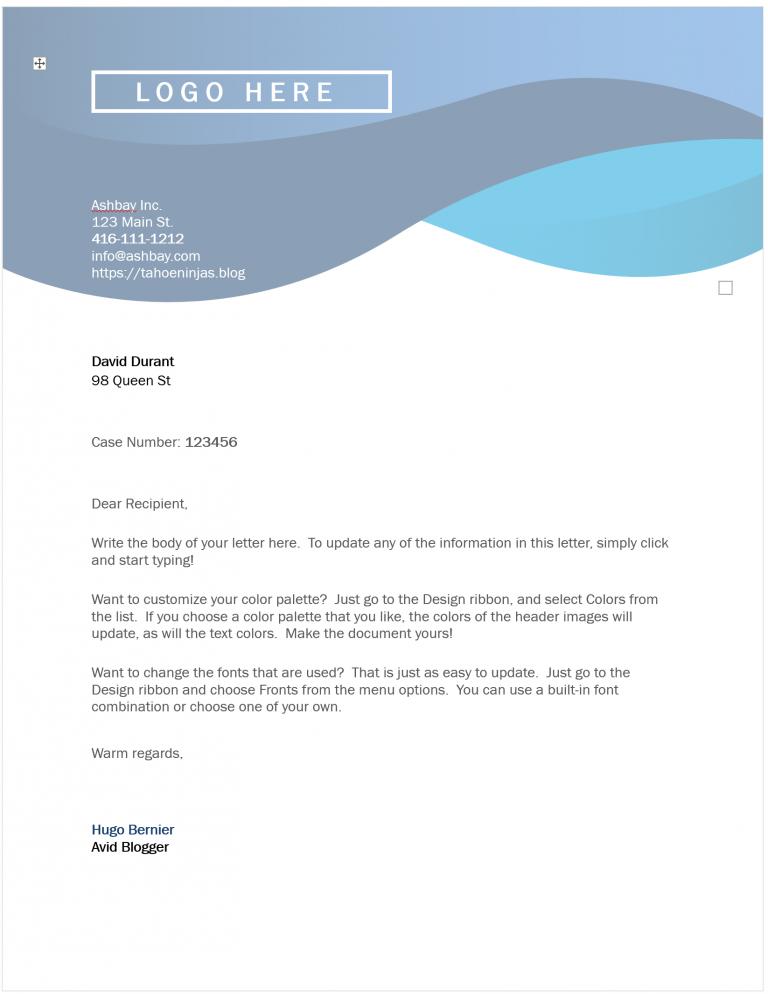 LOGO HERE
Ashbay Inc.
123 Main St.
416-111-1212
info@ashbay.com
https://tahoeninjas.blog
David Durant
98 Queen St
Case Number: 123456
Dear Recipient,
Write the body of your letter here.  To update any of the information in this letter, simply click
and start typing!
Want to customize your color palette?  Just go to the Design ribbon, and select Colors from
the list.  If you choose a color palette that you like, the colors of the header images will
update, as will the text colors.  Make the document yours!
Want to change the fonts that are used?  That is just as easy to update.  Just go to the
Design ribbon and choose Fronts from the menu options.  You can use a built-in font
combination or choose one of your own.
Warm regards,
Hugo Bernier
Avid Blogger